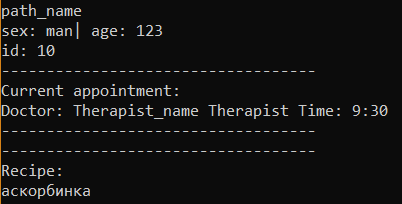 path_name
sex: man| age: 123
id: 10
----------------------------------
Current appointment:
Doctor: Therapist_name Therapist Time: 9:30
----------------------------------
----------------------------------
Recipe:
аскорбинка